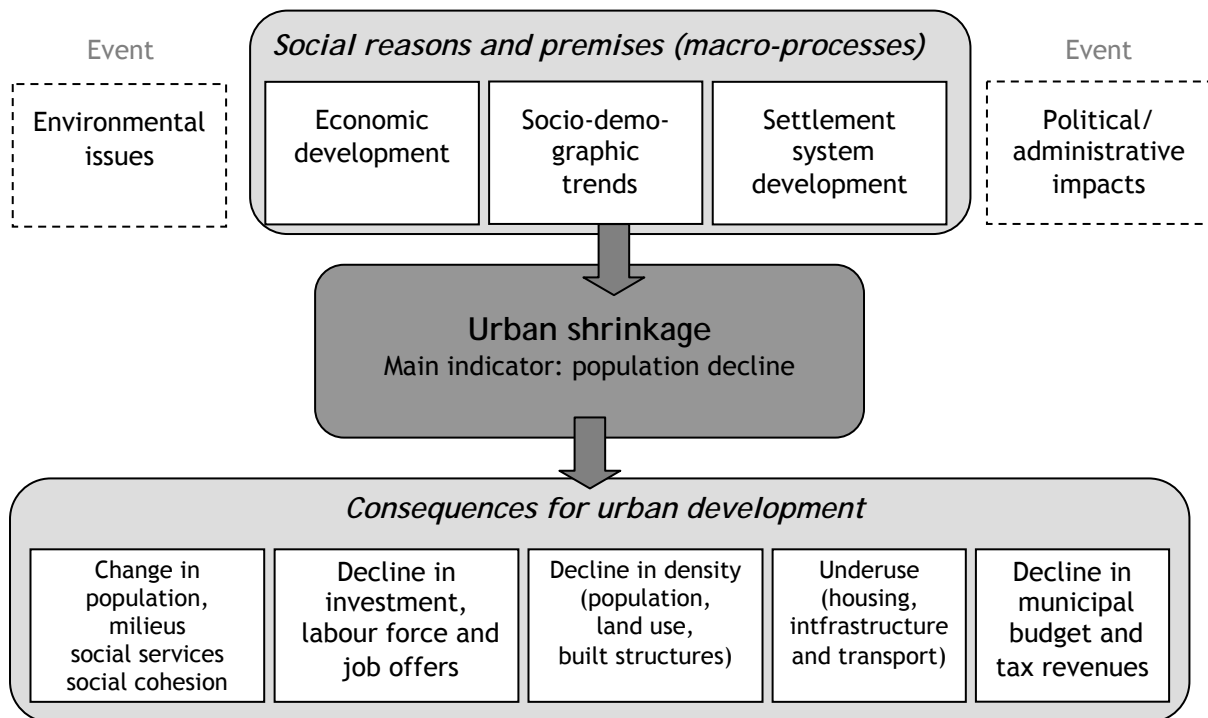 Social reasons and premises (macro-processes)
Event
Event
Environmental
issues
Economic
development
Socio-demo-
graphic
trends
Settlement
system
development
Political/
administrative
impacts
Urban shrinkage
Main indicator: population decline
Consequences for urban development
Change in
population,
milieus
social services
social cohesion
Decline in
investment,
labour force and
job offers
Decline in density
(population,
land use,
built structures)
Underuse
(housing,
intfrastructure
and transport)
Decline in
municipal
budget and
tax revenues